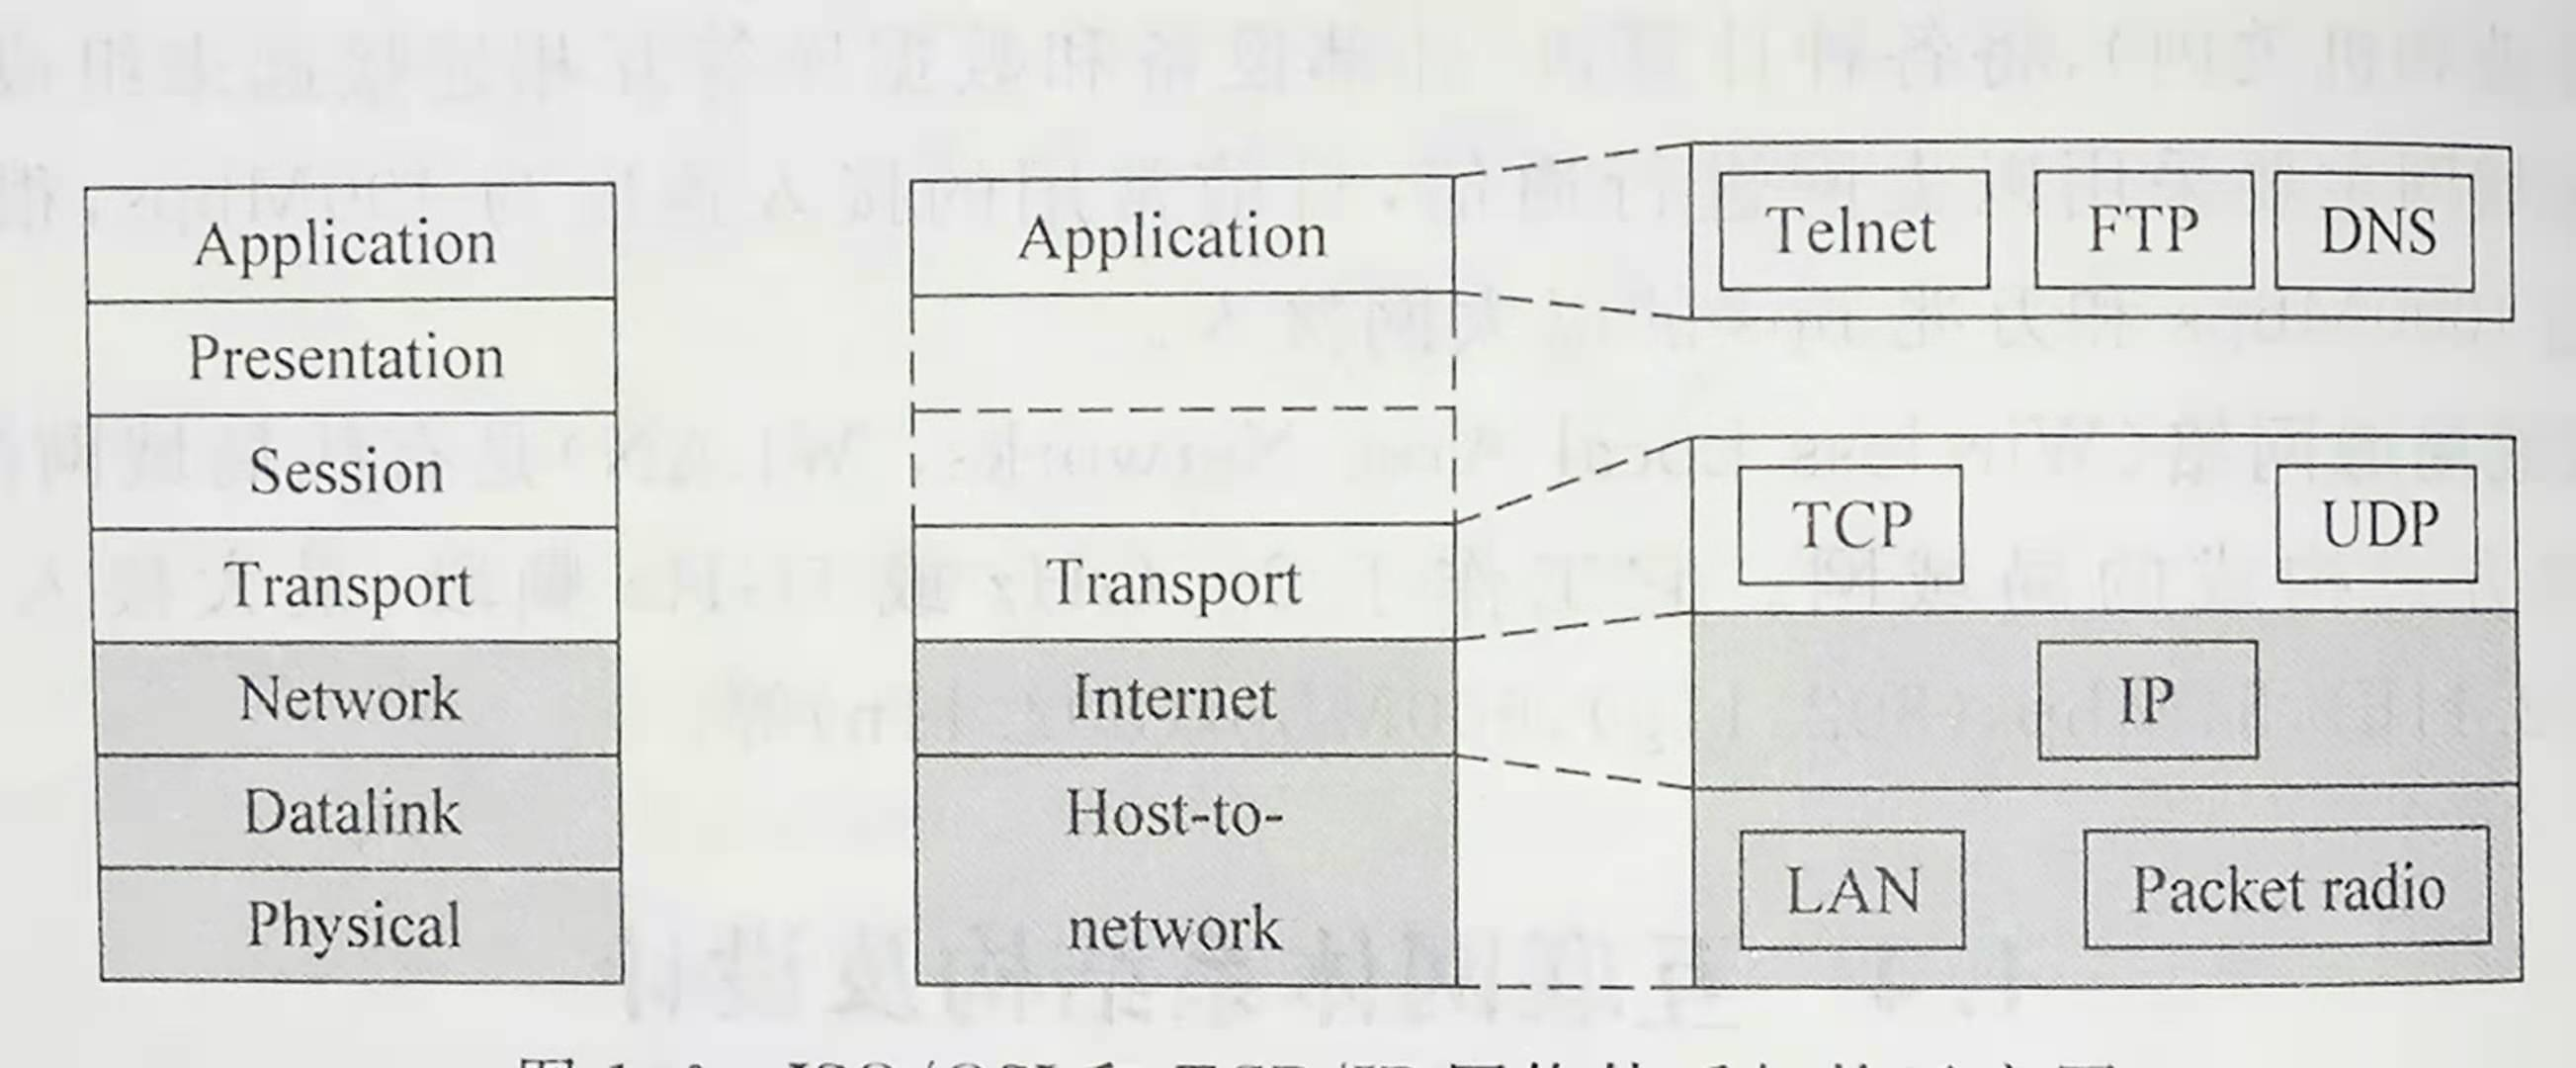 Application
Presentation
Session
Transport
Network
Datalink
Physical
Application
Transport
Internet
Host-to-
network
Telnet FTP DNS
TCP UDP
IP
LAN Packet radio
ISO/OSI TCP/IP